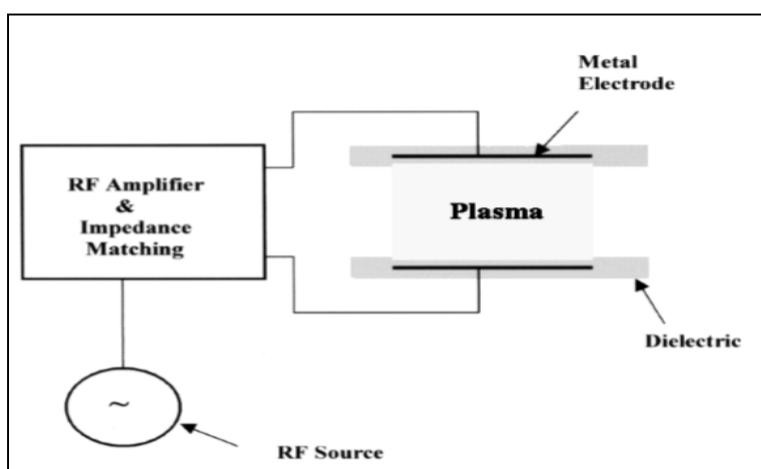 Metal
Electrode
RF Amplifier
&
Impedance
Matching
Plasma
Dielectric
~
RF Source